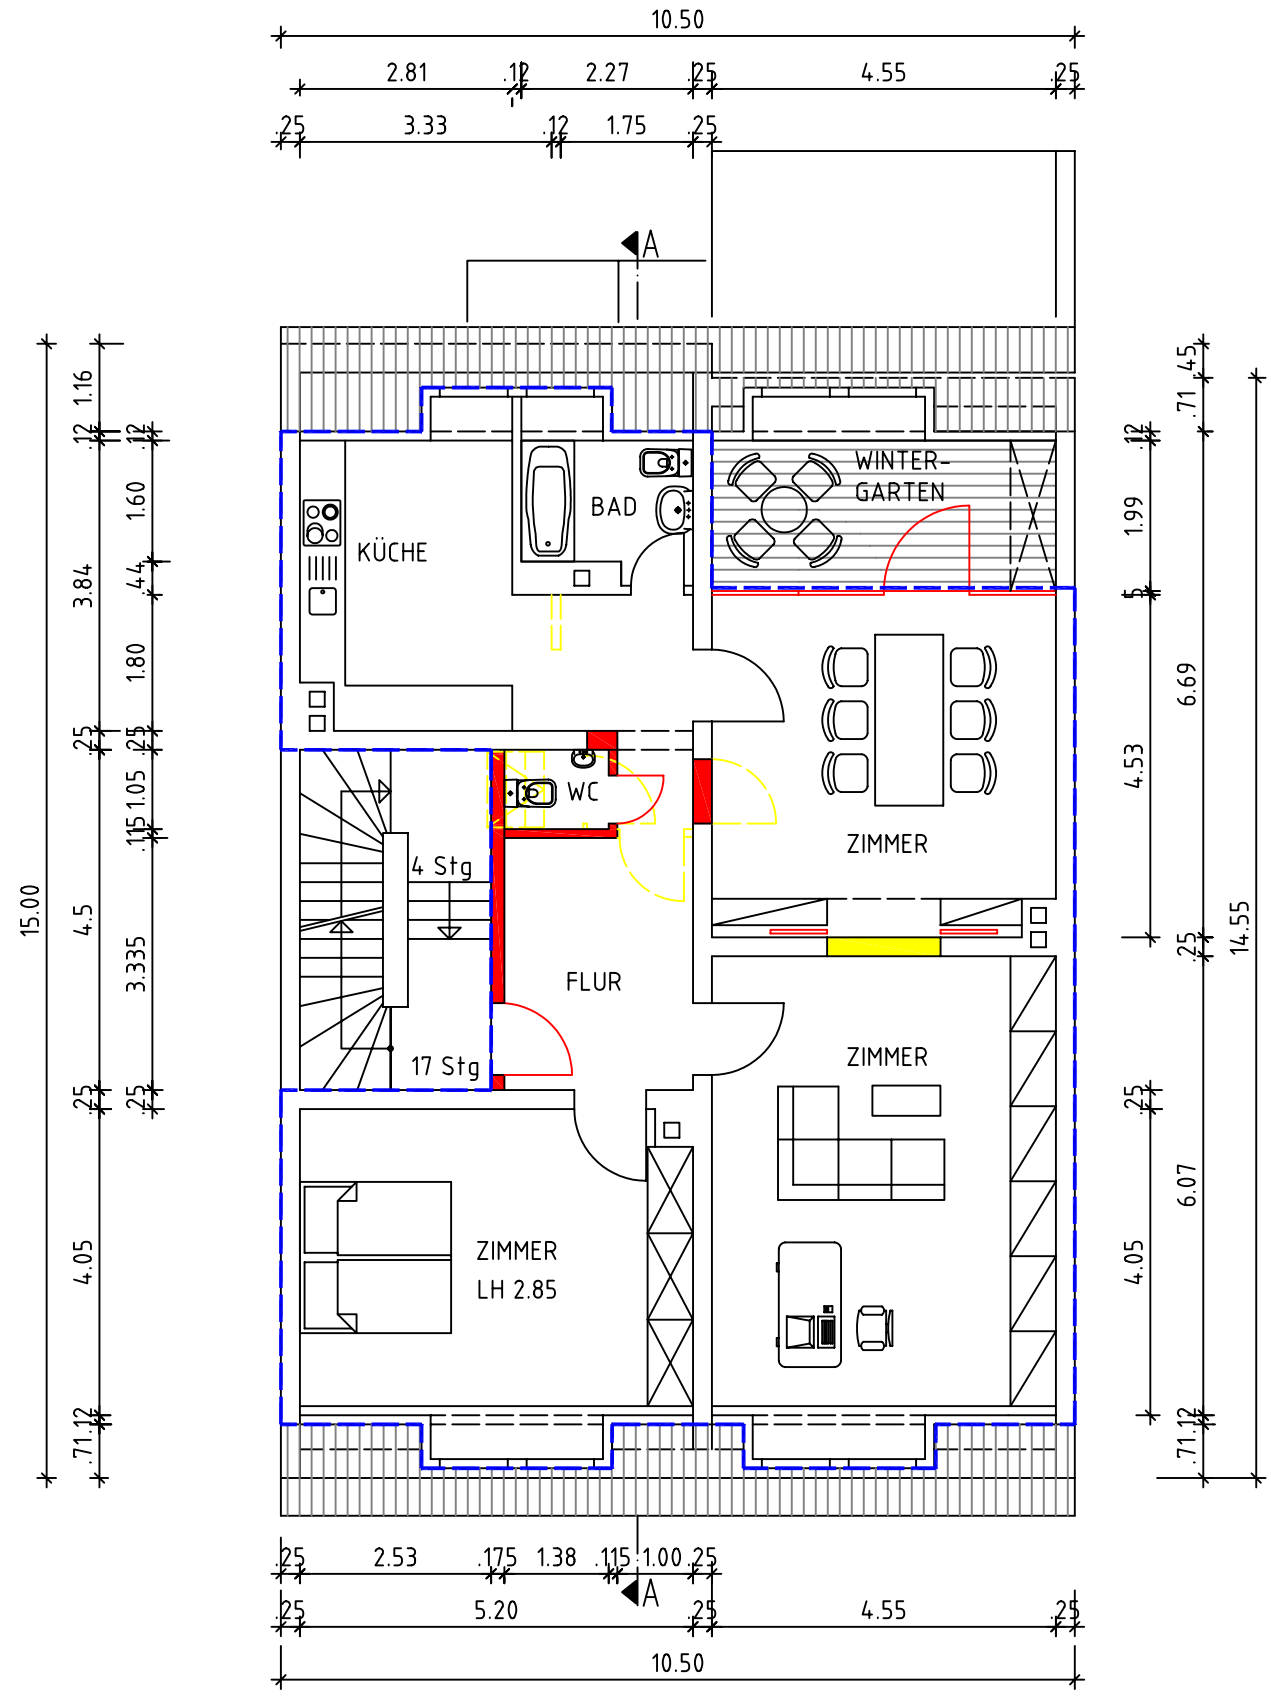 10.50
2.81 .12 2.27 .25 4.55 .25
.25 3.33 .12 1.75 .25
A
1.16
.12
3.84
.25
4.5
.25
4.05
.12
.71
.12
1.60
.44
1.80
.25
1.05
.115
3.335
.25
15.00
WINTER-
GARTEN
BAD
KÜCHE
WC
ZIMMER
4 Stg
FLUR
17 Stg
ZIMMER
ZIMMER
LH 2.85
.45
.71
6.69
.25
6.07
.12
.71
.12
1.99
.5
4.53
.25
4.05
14.55
.25 2.53 .175 1.38 .115 1.00 .25
A
.25 5.20 .25 4.55 .25
10.50